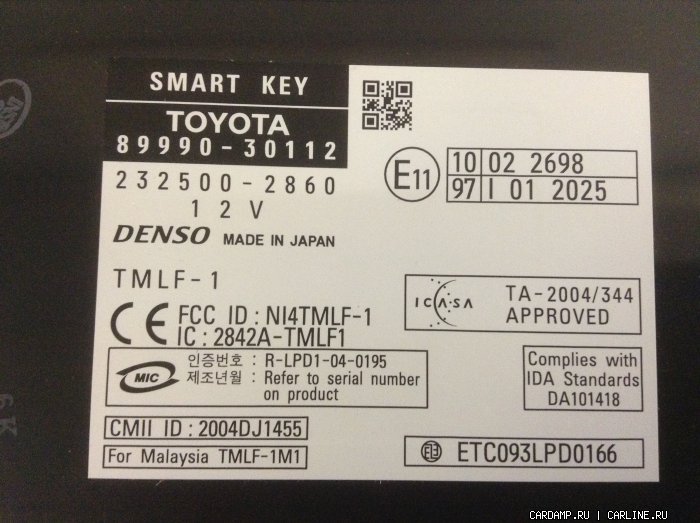 SMART KEY
TOYOTA
89990-30112
232500-2860
12V
DENSO MADE IN JAPAN
E11
10 02 2698
97 I 01 2025
TMLF-1
CE FCC ID : NI4TMLF-1
IC : 2842A-TMLF1
ICASA
TA-2004/344
APPROVED
MIC
인증번호 : R-LPD1-04-0195
제조년월 : Refer to serial number
on product
Complies with
IDA Standards
DA101418
CMII ID : 2004DJ1455
For Malaysia TMLF-1M1
ETC093LPD0166
CARDAMP.RU | CARLINE.RU